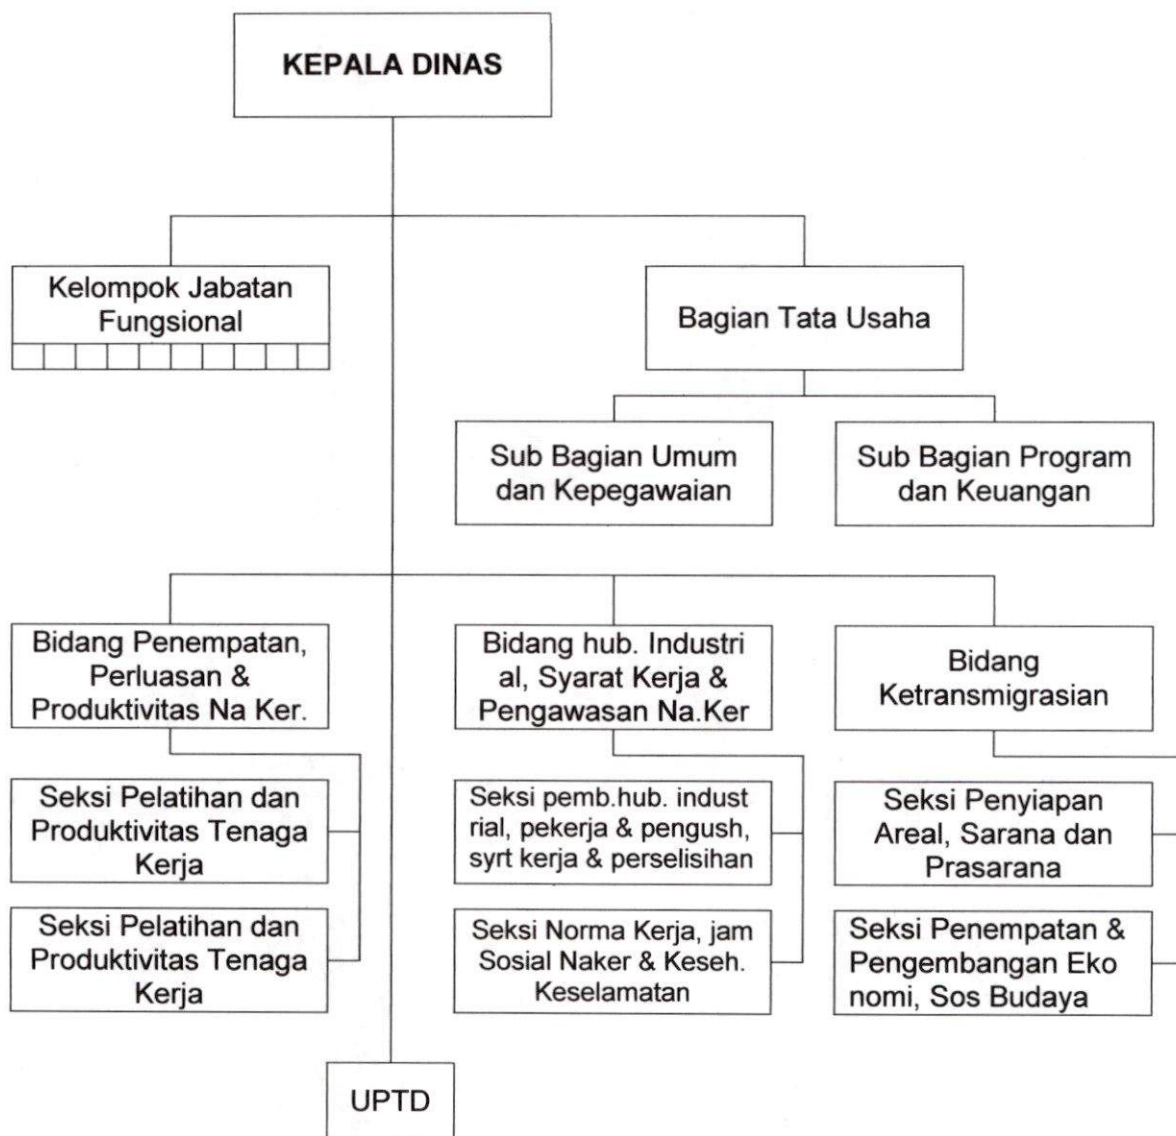 KEPALA DINAS
Kelompok Jabatan
Fungsional
Bagian Tata Usaha
Sub Bagian Umum
dan Kepegawaian
Sub Bagian Program
dan Keuangan
Bidang Penempatan,
Perluasan &
Produktivitas Na Ker.
Bidang hub. Industri
al, Syarat Kerja &
Pengawasan Na.Ker
Bidang
Ketransmigrasian
Seksi Pelatihan dan
Produktivitas Tenaga
Kerja
Seksi pemb.hub. indust
rial, pekerja & pengush,
syrt kerja & perselisihan
Seksi Penyiapan
Areal, Sarana dan
Prasarana
Seksi Pelatihan dan
Produktivitas Tenaga
Kerja
Seksi Norma Kerja, jam
Sosial Naker & Keseh.
Keselamatan
Seksi Penempatan &
Pengembangan Eko
nomi, Sos Budaya
UPTD